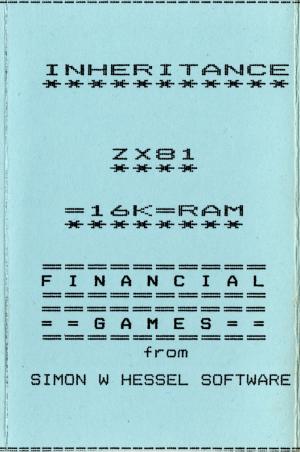 INHERITANCE
***********
ZX81
****
=16K=RAM
********
==========
FINANCIAL
==========
==========
==GAMES==
==========
from
SIMON W HESSEL SOFTWARE